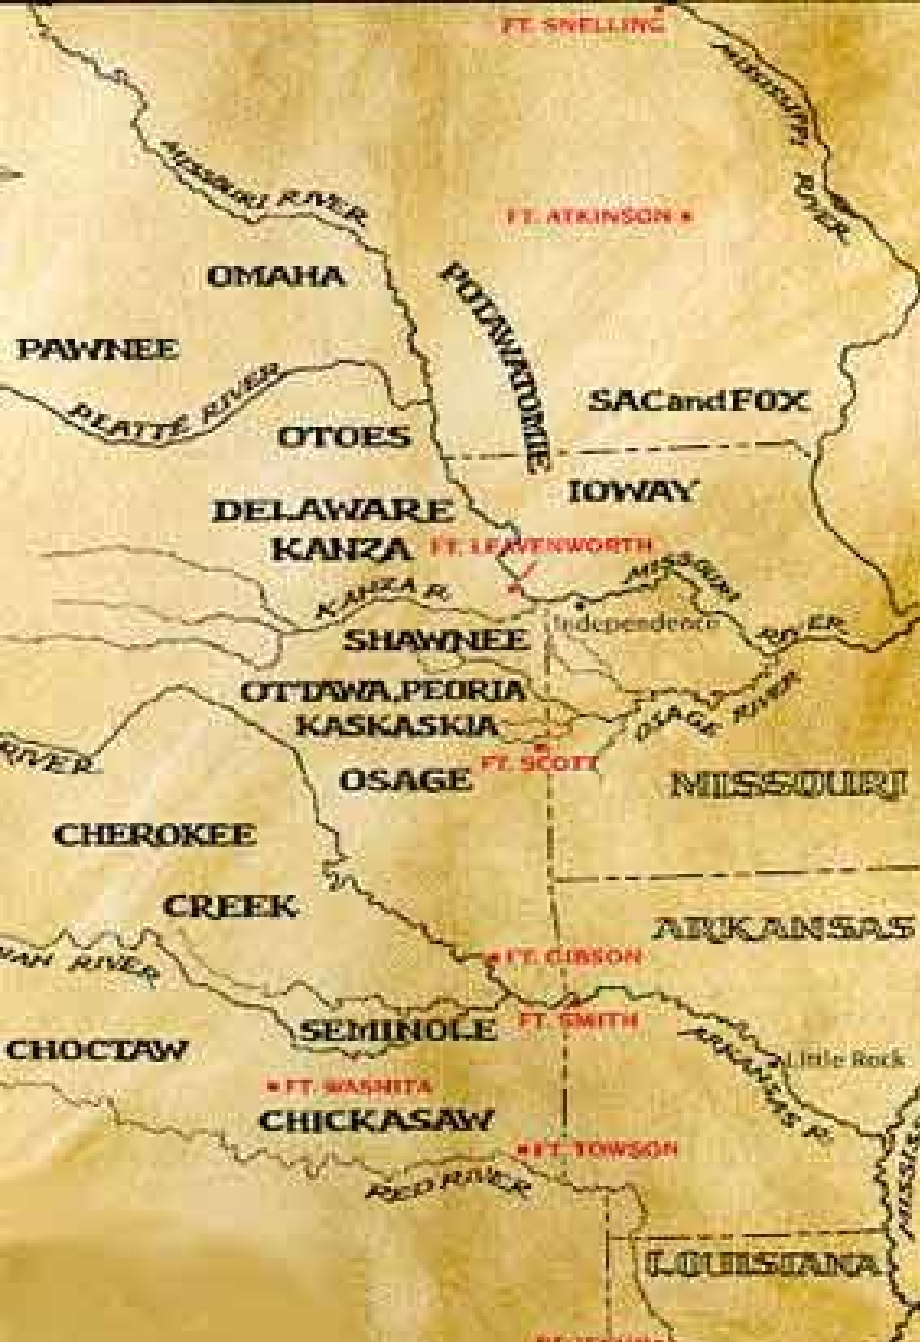 FT. SNELLING
MISSISSIPPI
RIVER
MISSOURI RIVER
FT. ATKINSON
OMAHA
POTAWATOMIE
PAWNEE
PLATTE RIVER
SAC and FOX
OTOES
IOWAY
DELAWARE
KANZA
FT. LEAVENWORTH
MISSOURI
KANZA R.
Independence
RIVER
SHAWNEE
OTTAWA, PEORIA
KASKASKIA
OSAGE RIVER
RIVER
FT. SCOTT
OSAGE
MISSOURI
CHEROKEE
CREEK
ARKANSAS
IAN RIVER
FT. GIBSON
SEMINOLE
FT. SMITH
CHOCTAW
ARKANSAS R.
Little Rock
FT. WASHITA
CHICKASAW
FT. TOWSON
RED RIVER
MISSIS
LOUISIANA